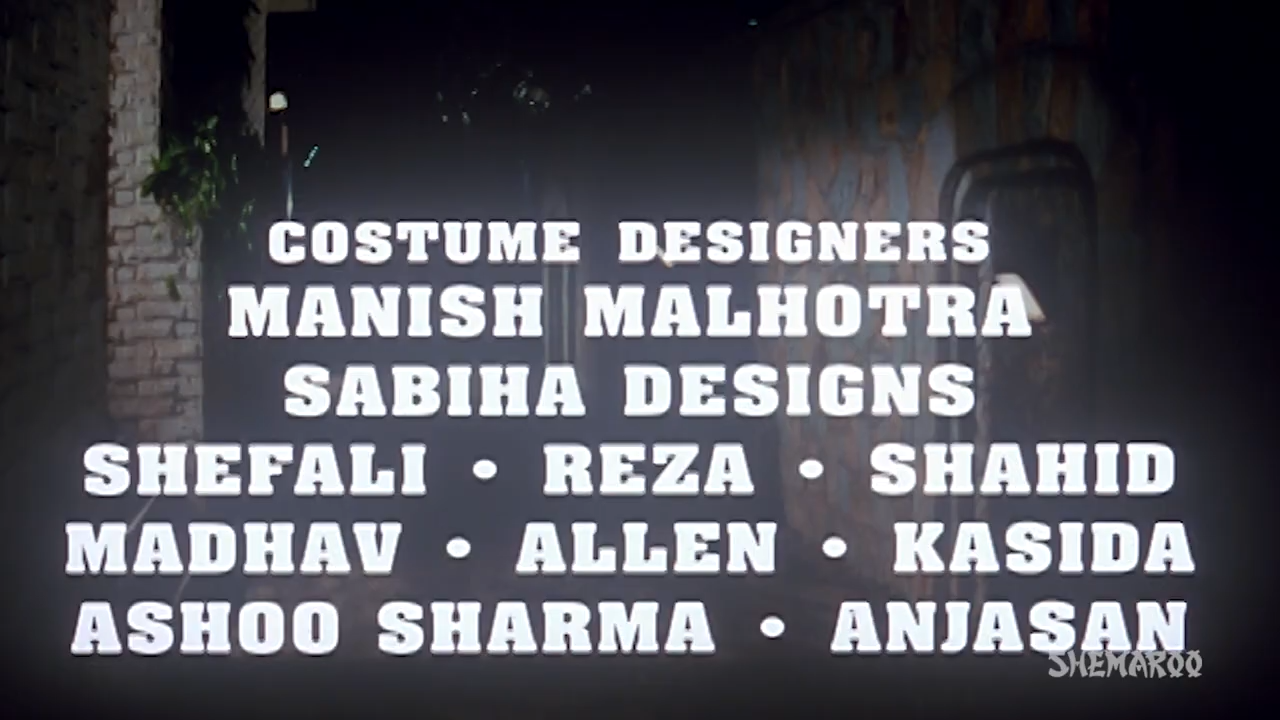 COSTUME DESIGNERS
MANISH MALHOTRA
SABIHA DESIGNS
SHEFALI • REZA • SHAHID
MADHAV • ALLEN • KASIDA
ASHOO SHARMA • ANJASAN
SHEMAROO